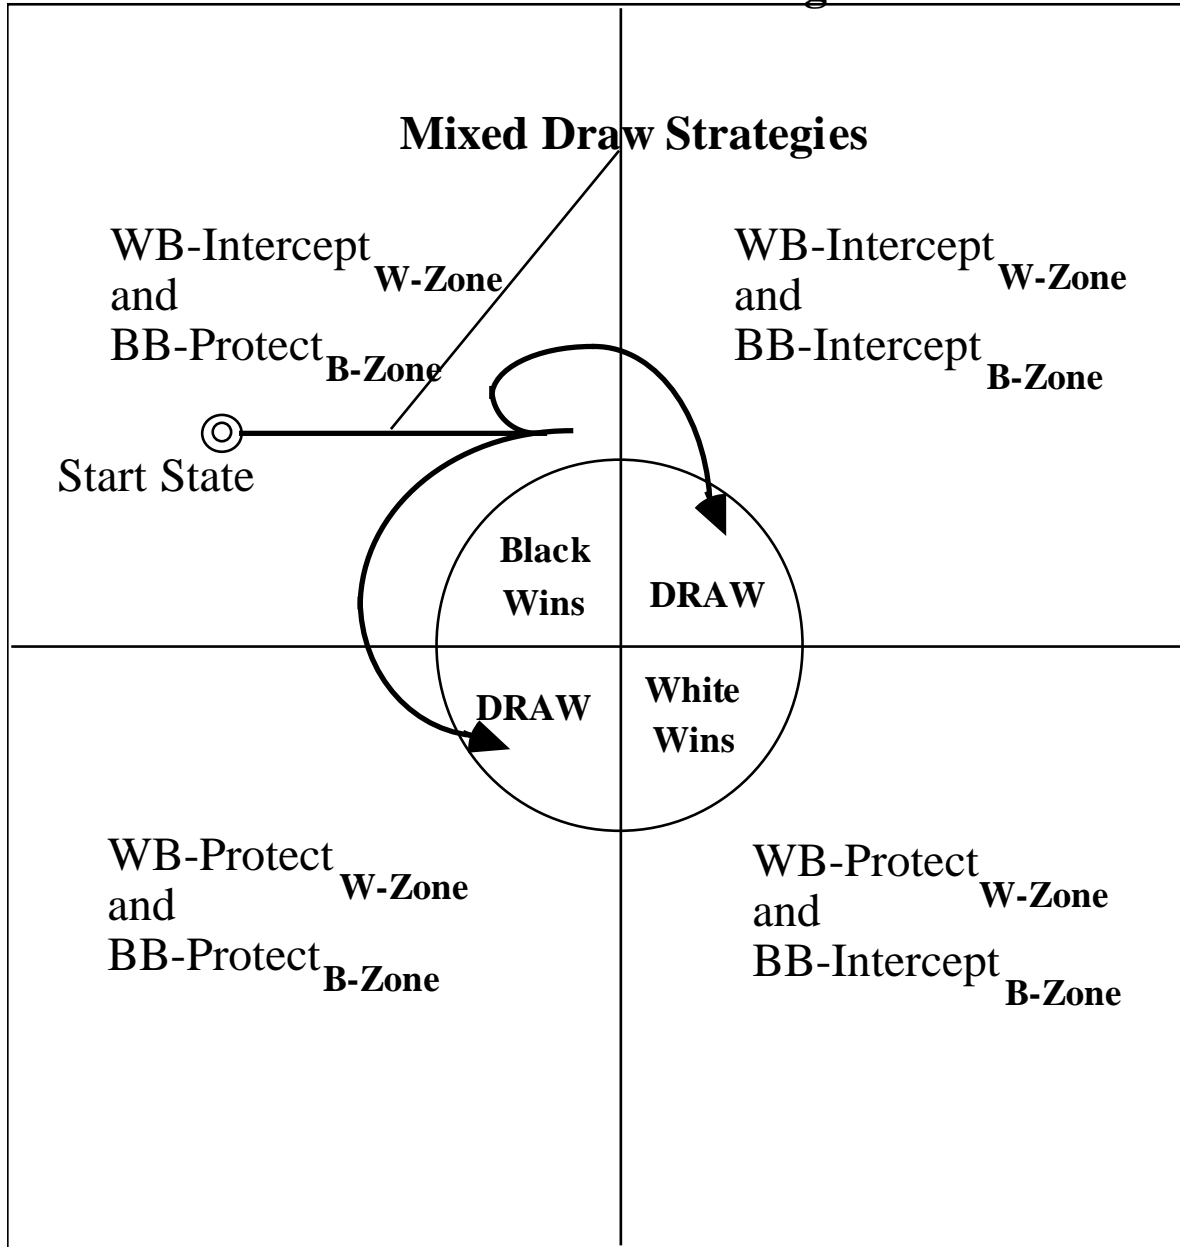 Mixed Draw Strategies
WB-Intercept W-Zone
and
BB-Protect B-Zone
WB-Intercept W-Zone
and
BB-Intercept B-Zone
Start State
Black
Wins
DRAW
DRAW
White
Wins
WB-Protect W-Zone
and
BB-Protect B-Zone
WB-Protect W-Zone
and
BB-Intercept B-Zone